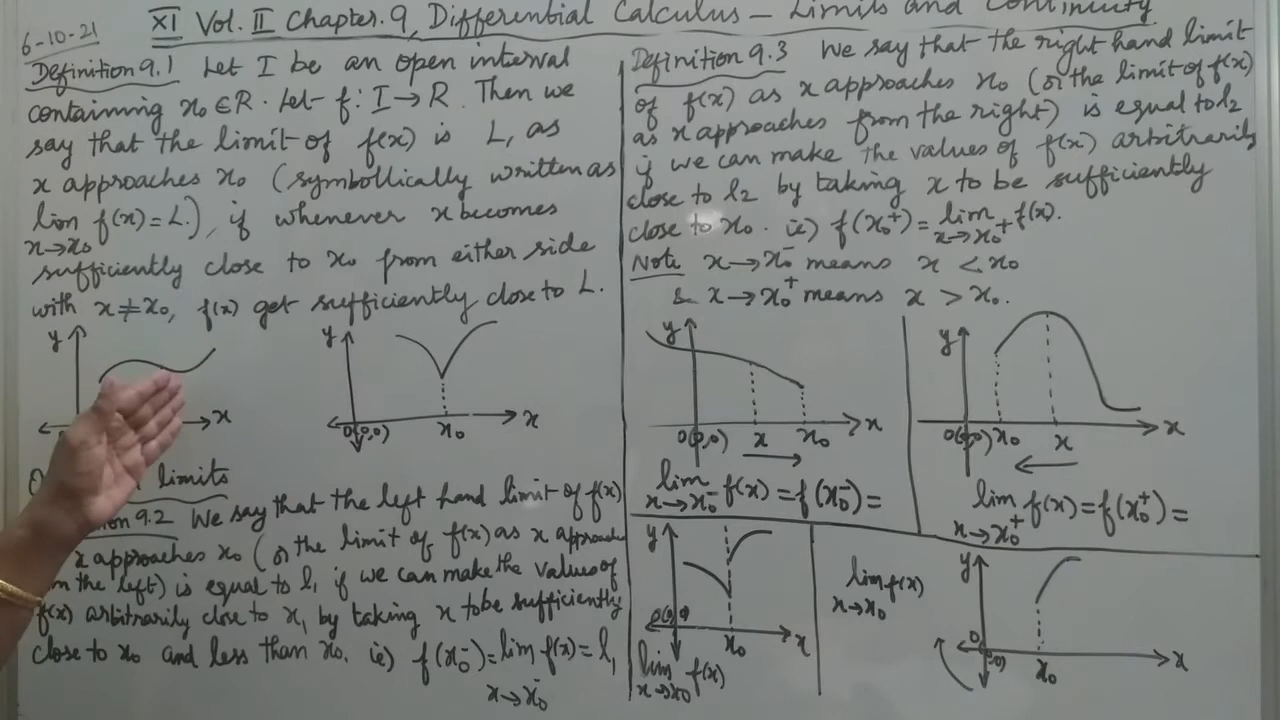 6-10-21
XI Vol. II Chapter. 9, Differential Calculus – Limits and Continuity
Definition 9.1 Let I be an open interval
containing x₀ ∈ R. Let f: I → R. Then we
say that the limit of f(x) is L, as
x approaches x₀ (symbollically written as
lim f(x) = L.), if whenever x becomes
x→x₀
sufficiently close to x₀ from either side
with x ≠ x₀, f(x) get sufficiently close to L.
y
x
y
0(0,0) x₀ x
limits
9.2 We say that the left hand limit of f(x)
x approaches x₀ (or the limit of f(x) as x approach
the left) is equal to l₁ if we can make the values of
f(x) arbitrarily close to x, by taking x to be sufficiently
close to x₀ and less than x₀. ie) f(x₀⁻) = lim f(x) = l₁
x→x₀⁻
Definition 9.3 We say that the right hand limit
of f(x) as x approaches x₀ (or the limit of f(x)
as x approaches from the right) is equal to l₂
if we can make the values of f(x) arbitrarily
close to l₂ by taking x to be sufficiently
close to x₀. ie) f(x₀⁺) = lim f(x).
x→x₀⁺
Note x→x₀⁻ means x < x₀
& x→x₀⁺ means x > x₀.
y
0(0,0) x x₀ x
lim f(x) = f(x₀⁻) =
x→x₀⁻
y
0(0,0) x₀ x x
lim f(x) = f(x₀⁺) =
x→x₀⁺
y
x₀ x
lim f(x)
x→x₀
lim f(x)
x→x₀
y
x₀ x